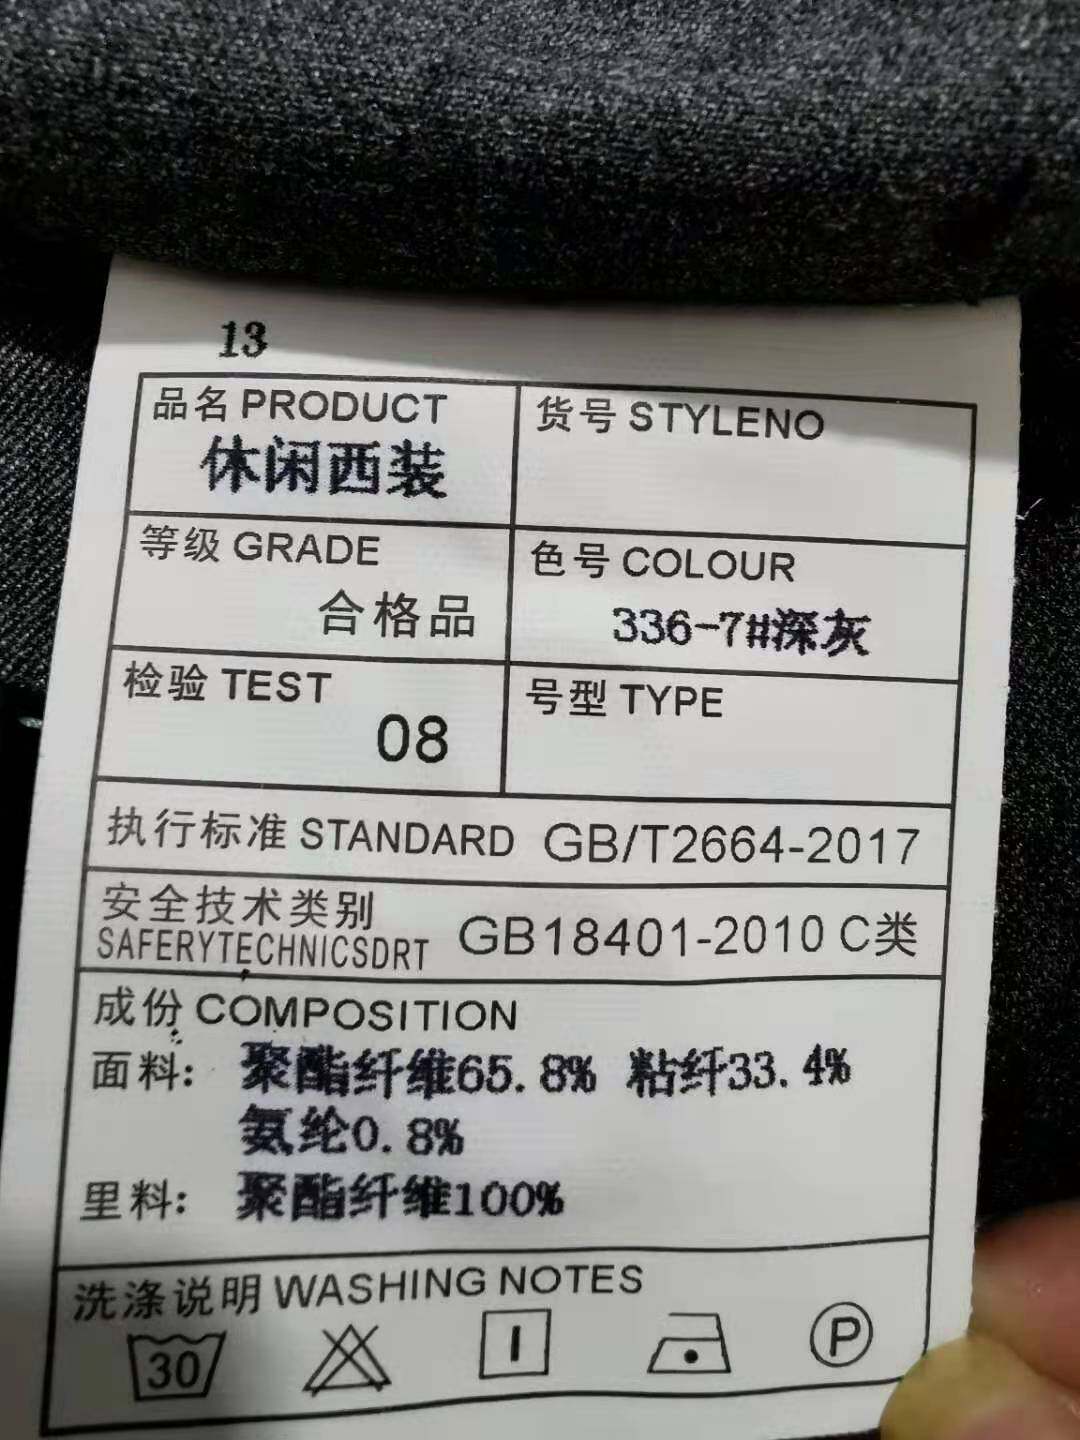 13
品名 PRODUCT
休闲西装
货号 STYLENO
等级 GRADE
合格品
色号 COLOUR
336-7#深灰
检验 TEST
08
号型 TYPE
执行标准 STANDARD GB/T2664-2017
安全技术类别
SAFERYTECHNICSDRT GB18401-2010 C类
成份 COMPOSITION
面料: 聚酯纤维65.8% 粘纤33.4%
氨纶0.8%
里料: 聚酯纤维100%
洗涤说明 WASHING NOTES
30
P